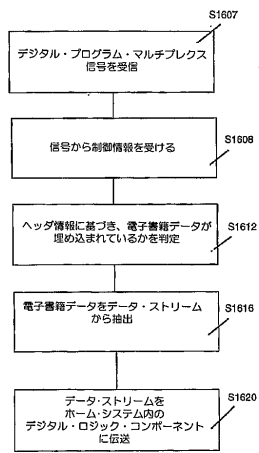 S1607
デジタル・プログラム・マルチプレクス
信号を受信
S1608
信号から制御情報を受ける
S1612
ヘッダ情報に基づき、電子書籍データが
埋め込まれているかを判定
S1616
電子書籍データをデータ・ストリーム
から抽出
S1620
データ・ストリームを
ホーム・システム内の
デジタル・ロジック・コンポーネント
に伝送